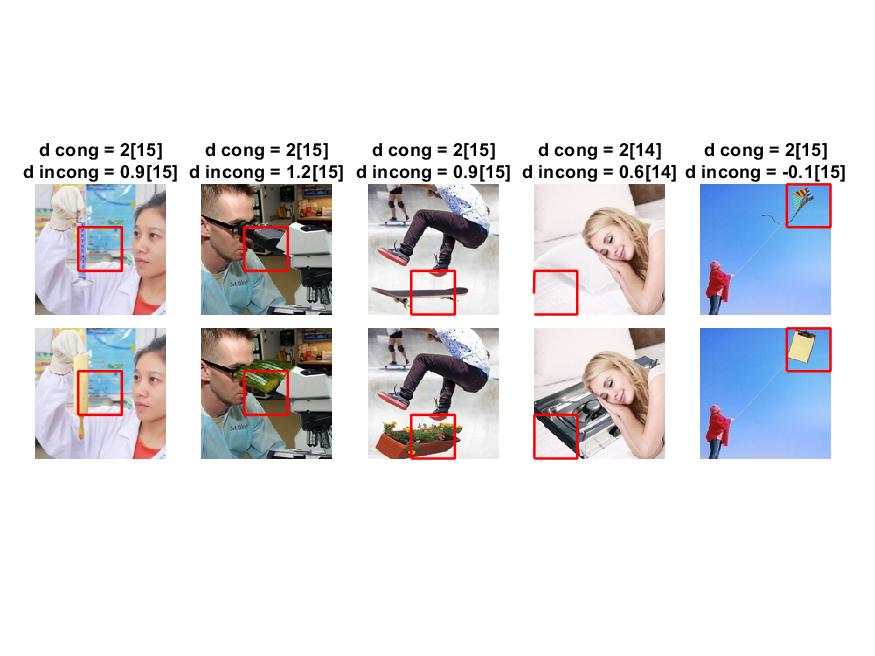 d cong = 2[15]
d incong = 0.9[15]
d cong = 2[15]
d incong = 1.2[15]
d cong = 2[15]
d incong = 0.9[15]
d cong = 2[14]
d incong = 0.6[14]
d cong = 2[15]
d incong = -0.1[15]